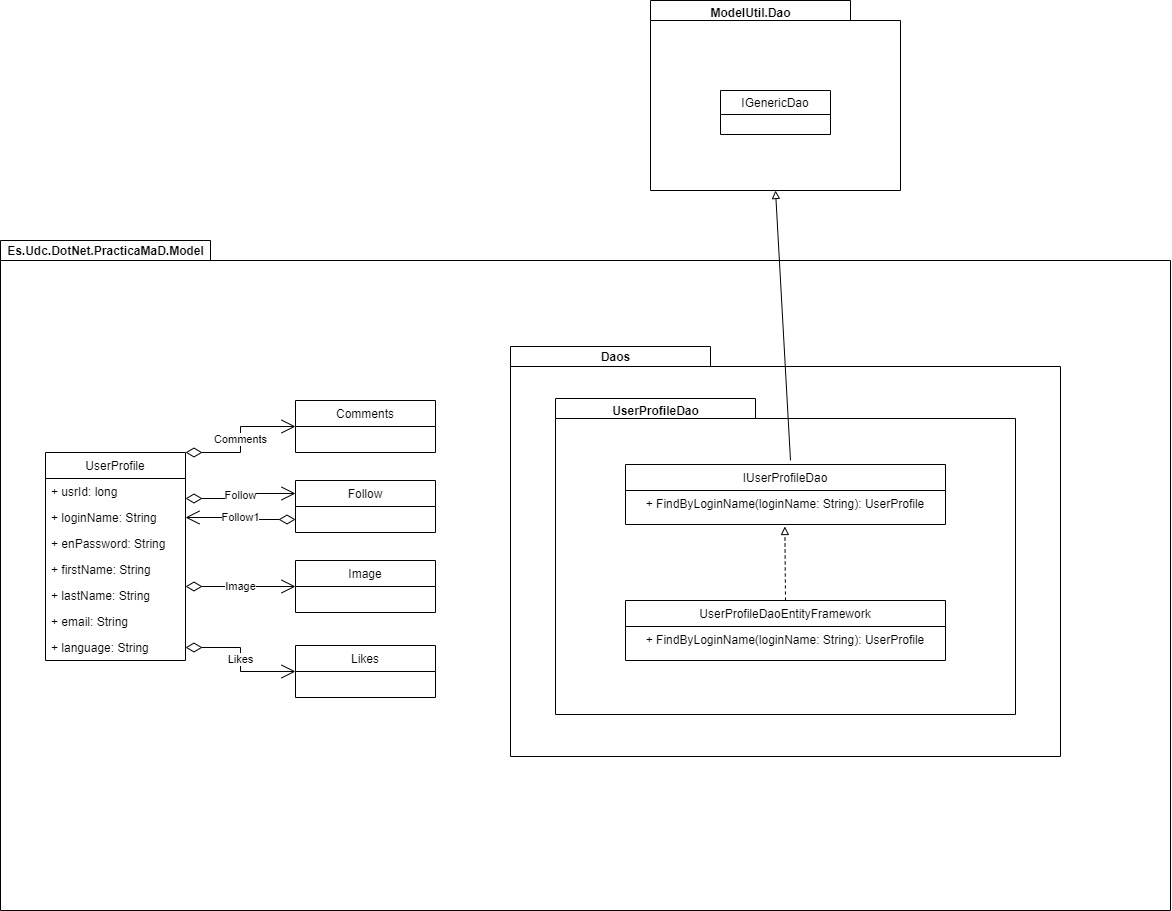 ModelUtil.Dao
IGenericDao
Es.Udc.DotNet.PracticaMaD.Model
Daos
UserProfileDao
IUserProfileDao
+ FindByLoginName(loginName: String): UserProfile
UserProfileDaoEntityFramework
+ FindByLoginName(loginName: String): UserProfile
UserProfile
+ usrId: long
+ loginName: String
+ enPassword: String
+ firstName: String
+ lastName: String
+ email: String
+ language: String
Comments
Comments
Follow
Follow
Follow1
Image
Image
Likes
Likes